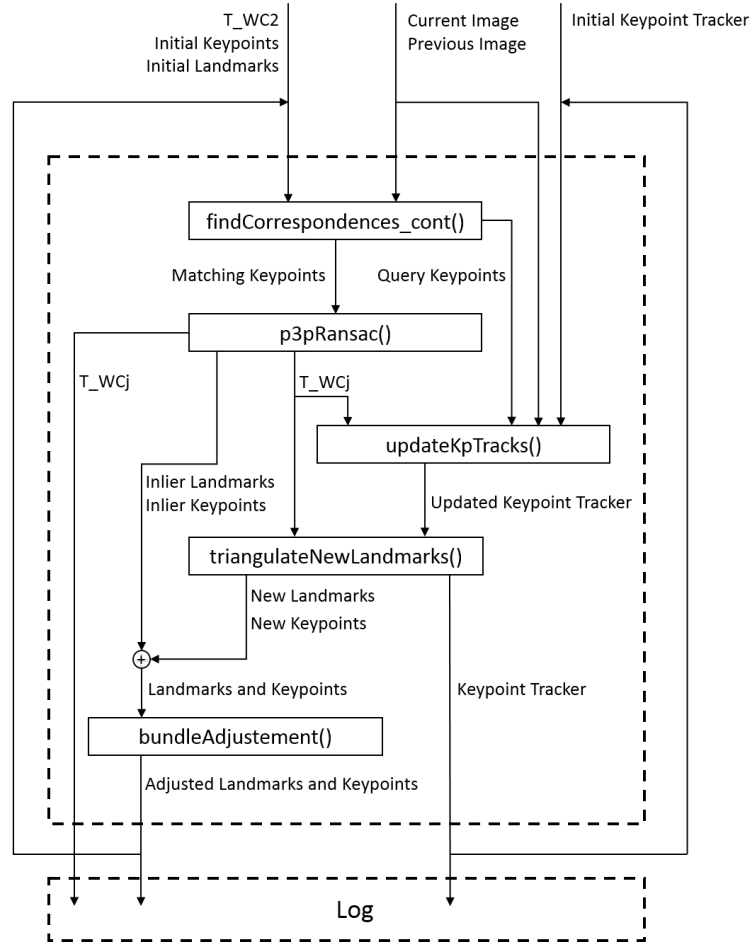 T_WC2
Initial Keypoints
Initial Landmarks
Current Image
Previous Image
Initial Keypoint Tracker
findCorrespondences_cont()
Matching Keypoints
Query Keypoints
p3pRansac()
T_WCj
T_WCj
updateKpTracks()
Inlier Landmarks
Inlier Keypoints
Updated Keypoint Tracker
triangulateNewLandmarks()
New Landmarks
New Keypoints
+
Landmarks and Keypoints
Keypoint Tracker
bundleAdjustement()
Adjusted Landmarks and Keypoints
Log